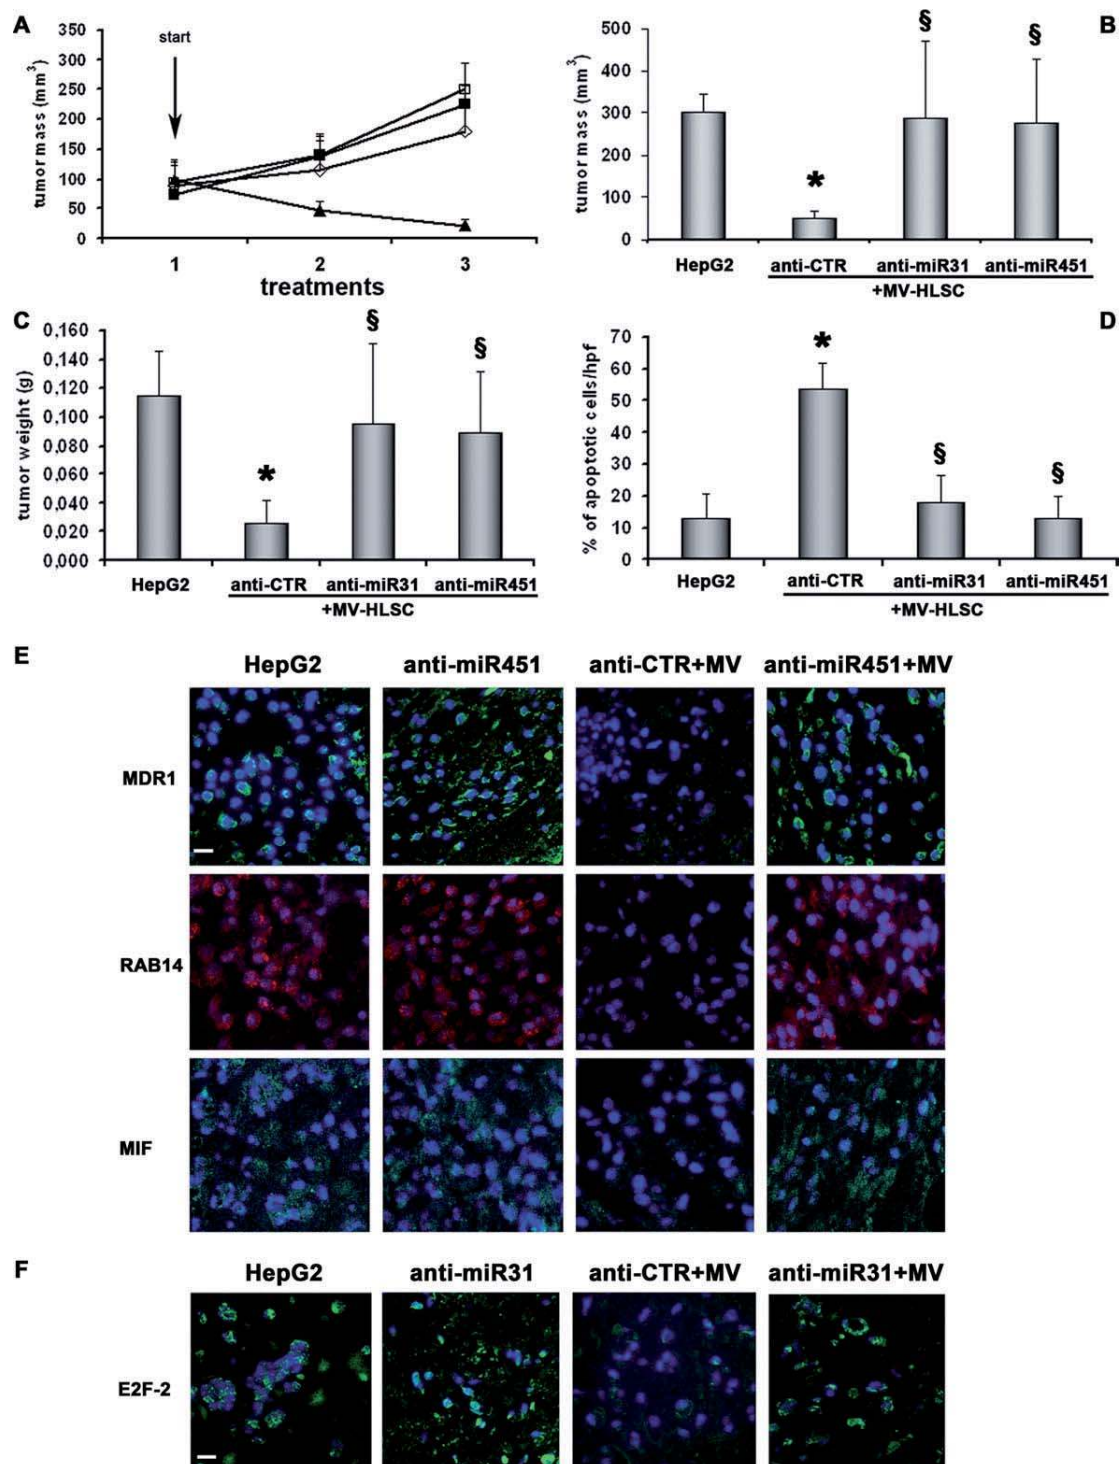 A
tumor mass (mm3)
350
300
250
200
150
100
50
0
start
1 2 3
treatments
B
tumor mass (mm3)
500
400
300
200
100
0
* § §
HepG2 anti-CTR anti-miR31 anti-miR451
+MV-HLSC
C
tumor weight (g)
0,160
0,140
0,120
0,100
0,080
0,060
0,040
0,020
0,000
* § §
HepG2 anti-CTR anti-miR31 anti-miR451
+MV-HLSC
D
% of apoptotic cells/hpf
70
60
50
40
30
20
10
0
* § §
HepG2 anti-CTR anti-miR31 anti-miR451
+MV-HLSC
E
HepG2 anti-miR451 anti-CTR+MV anti-miR451+MV
MDR1
RAB14
MIF
F
HepG2 anti-miR31 anti-CTR+MV anti-miR31+MV
E2F-2